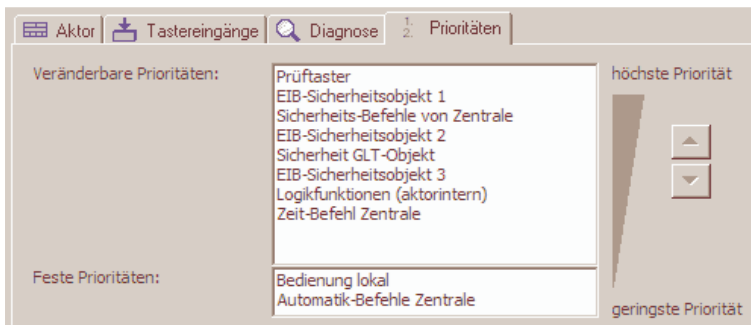 Aktor Tastereingänge Diagnose 1. 2. Prioritäten
Veränderbare Prioritäten:
Prüftaster
EIB-Sicherheitsobjekt 1
Sicherheits-Befehle von Zentrale
EIB-Sicherheitsobjekt 2
Sicherheit GLT-Objekt
EIB-Sicherheitsobjekt 3
Logikfunktionen (aktorintern)
Zeit-Befehl Zentrale
höchste Priorität
Feste Prioritäten:
Bedienung lokal
Automatik-Befehle Zentrale
geringste Priorität